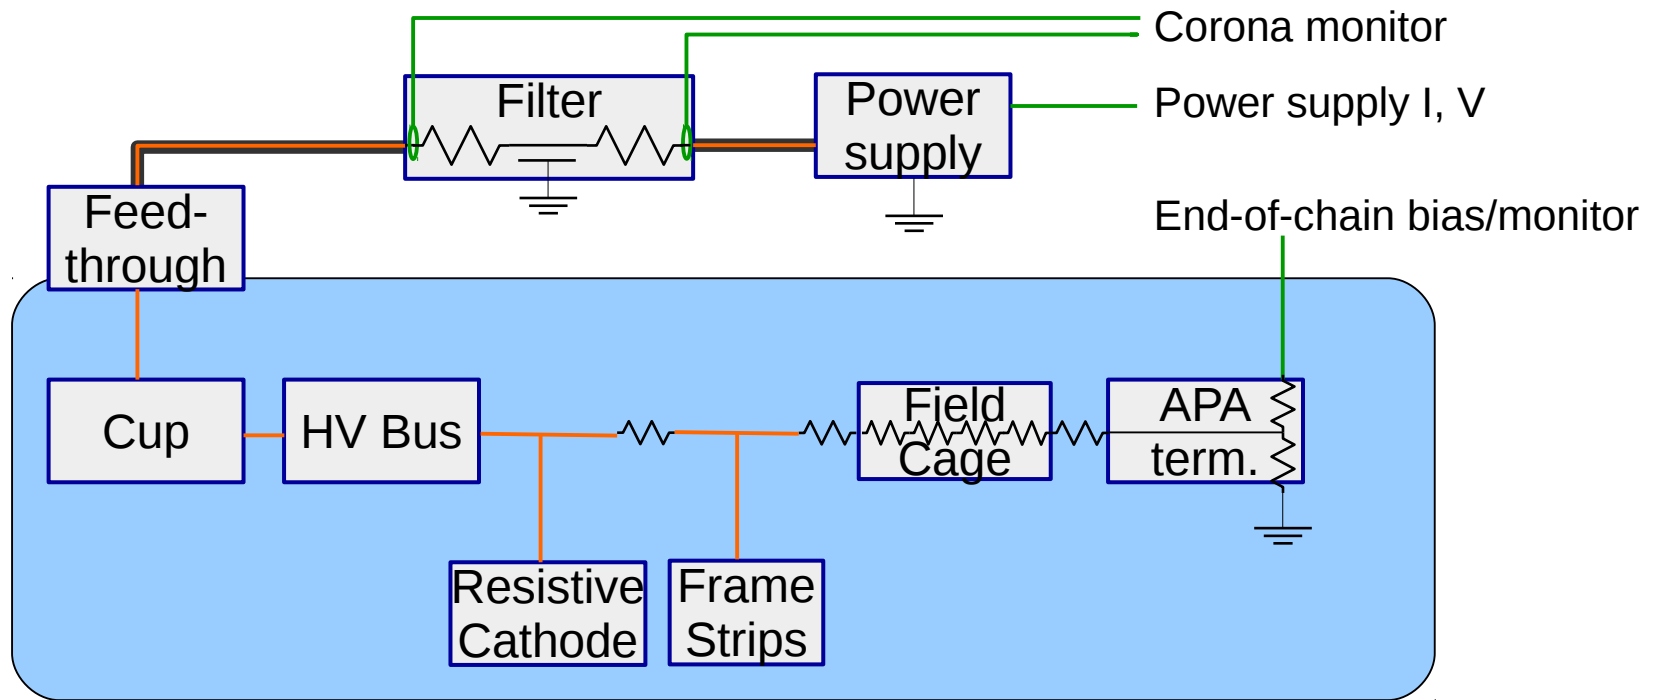 Corona monitor
Filter
Power
supply
Power supply I, V
Feed-
through
End-of-chain bias/monitor
Cup
HV Bus
Field
Cage
APA
term.
Resistive
Cathode
Frame
Strips